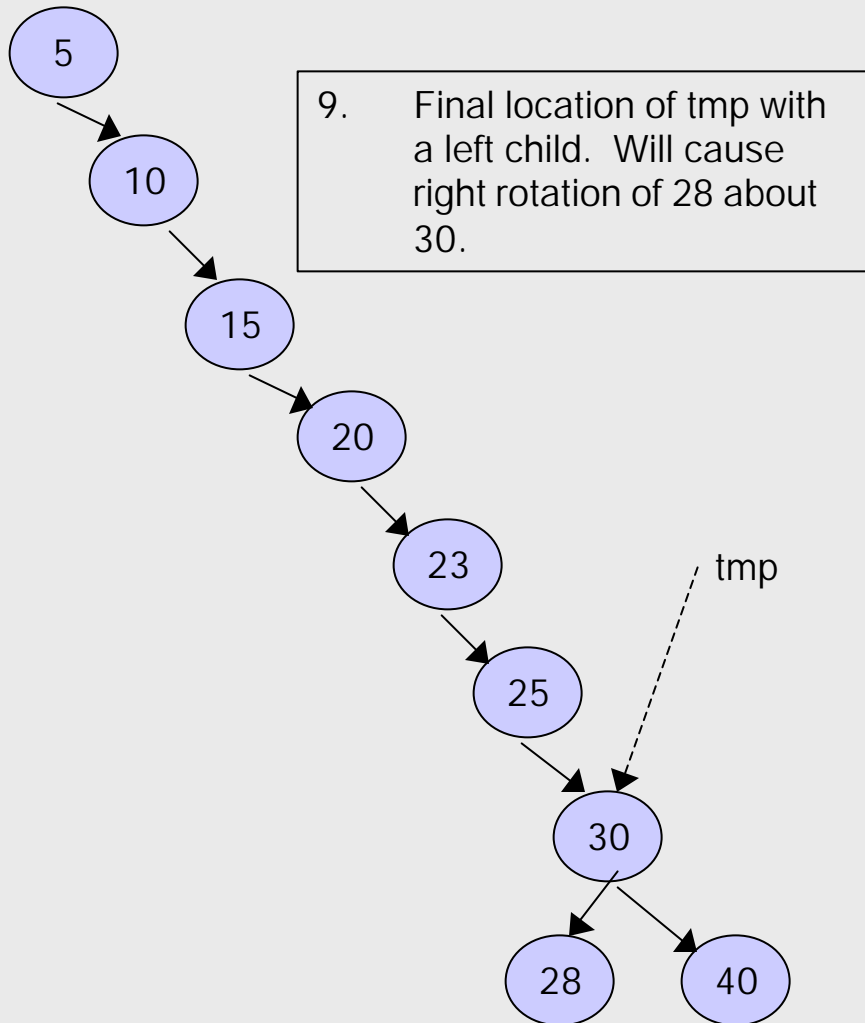 5
9. Final location of tmp with
a left child. Will cause
right rotation of 28 about
30.
10
15
20
23
tmp
25
30
28
40